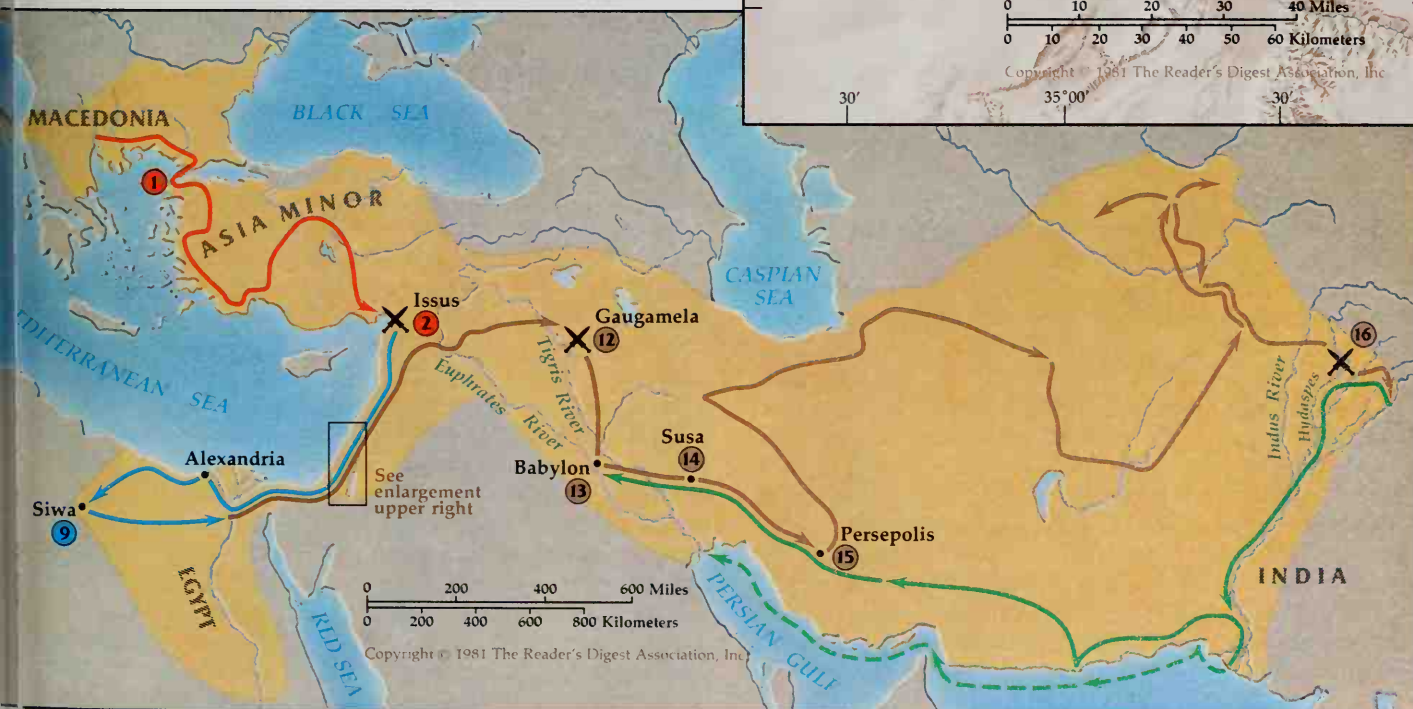 0 10 20 30 40 Miles
0 10 20 30 40 50 60 Kilometers
Copyright © 1981 The Reader's Digest Association, Inc
30′ 35°00′ 30′
MACEDONIA
BLACK SEA
1
ASIA MINOR
CASPIAN
SEA
Issus
2
Gaugamela
12
16
EDITERRANEAN SEA
Euphrates River
Tigris River
Indus River
Hydaspes
Alexandria
Susa
14
Babylon
13
See
enlargement
upper right
Siwa
9
Persepolis
15
EGYPT
INDIA
RED SEA
PERSIAN GULF
0 200 400 600 Miles
0 200 400 600 800 Kilometers
Copyright © 1981 The Reader's Digest Association, Inc